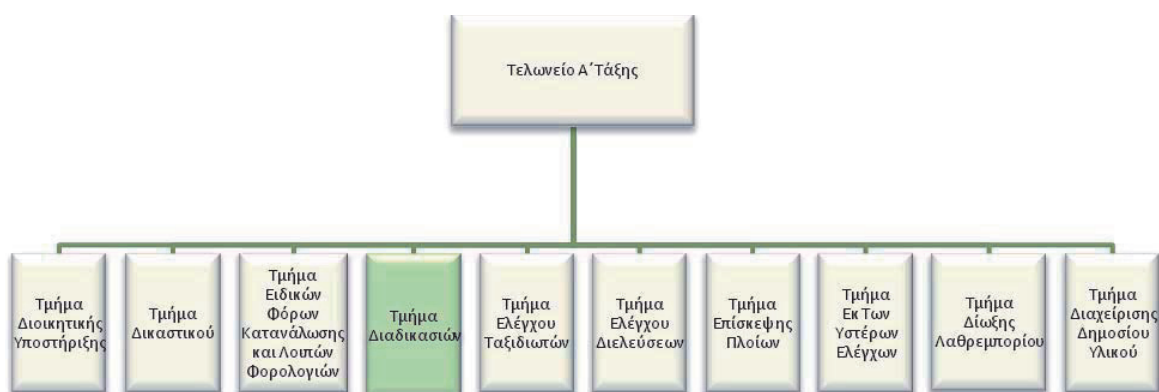 Τελωνείο Α΄Τάξης
Τμήμα
Διοικητικής
Υποστήριξης
Τμήμα
Δικαστικού
Τμήμα
Ειδικών
Φόρων
Κατανάλωσης
και Λοιπών
Φορολογιών
Τμήμα
Διαδικασιών
Τμήμα
Ελέγχου
Ταξιδιωτών
Τμήμα
Ελέγχου
Διελεύσεων
Τμήμα
Επίσκεψης
Πλοίων
Τμήμα
Εκ Των
Υστέρων
Ελέγχων
Τμήμα
Δίωξης
Λαθρεμπορίου
Τμήμα
Διαχείρισης
Δημοσίου
Υλικού